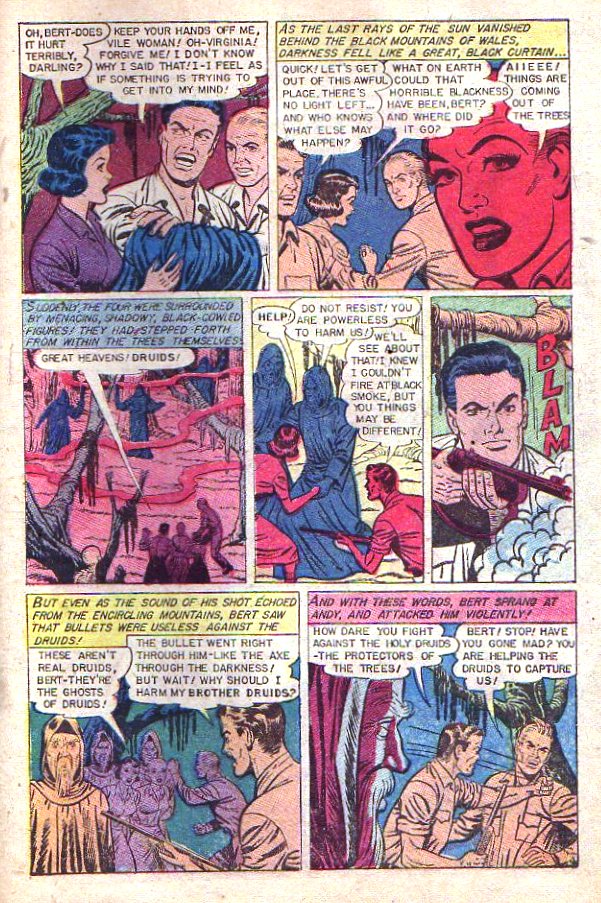 OH, BERT-DOES
IT HURT
TERRIBLY,
DARLING?
KEEP YOUR HANDS OFF ME,
VILE WOMAN! OH-VIRGINIA!
FORGIVE ME! I DON'T KNOW
WHY I SAID THAT! I-I FEEL AS
IF SOMETHING IS TRYING TO
GET INTO MY MIND!
AS THE LAST RAYS OF THE SUN VANISHED
BEHIND THE BLACK MOUNTAINS OF WALES,
DARKNESS FELL LIKE A GREAT, BLACK CURTAIN...
QUICK! LET'S GET
OUT OF THIS AWFUL
PLACE. THERE'S
NO LIGHT LEFT...
AND WHO KNOWS
WHAT ELSE MAY
HAPPEN?
WHAT ON EARTH
COULD THAT
HORRIBLE BLACKNESS
HAVE BEEN, BERT?
AND WHERE DID
IT GO?
AIIEEE!
THINGS ARE
COMING
OUT OF
THE TREES
SUDDENLY, THE FOUR WERE SURROUNDED
BY MENACING, SHADOWY, BLACK-COWLED
FIGURES! THEY HAD STEPPED FORTH
FROM WITHIN THE TREES THEMSELVES!
GREAT HEAVENS! DRUIDS!
HELP!
DO NOT RESIST! YOU
ARE POWERLESS
TO HARM US!
WE'LL
SEE ABOUT
THAT! I KNEW
I COULDN'T
FIRE AT BLACK
SMOKE, BUT
YOU THINGS
MAY BE
DIFFERENT!
BLAM
BUT EVEN AS THE SOUND OF HIS SHOT ECHOED
FROM THE ENCIRCLING MOUNTAINS, BERT SAW
THAT BULLETS WERE USELESS AGAINST THE
DRUIDS!
THESE AREN'T
REAL DRUIDS,
BERT-THEY'RE
THE GHOSTS
OF DRUIDS!
THE BULLET WENT RIGHT
THROUGH HIM-LIKE THE AXE
THROUGH THE DARKNESS!
BUT WAIT! WHY SHOULD I
HARM MY BROTHER DRUIDS?
AND WITH THESE WORDS, BERT SPRANG AT
ANDY, AND ATTACKED HIM VIOLENTLY!
HOW DARE YOU FIGHT
AGAINST THE HOLY DRUIDS
-THE PROTECTORS OF
THE TREES!
BERT! STOP! HAVE
YOU GONE MAD? YOU
ARE HELPING THE
DRUIDS TO CAPTURE
US!